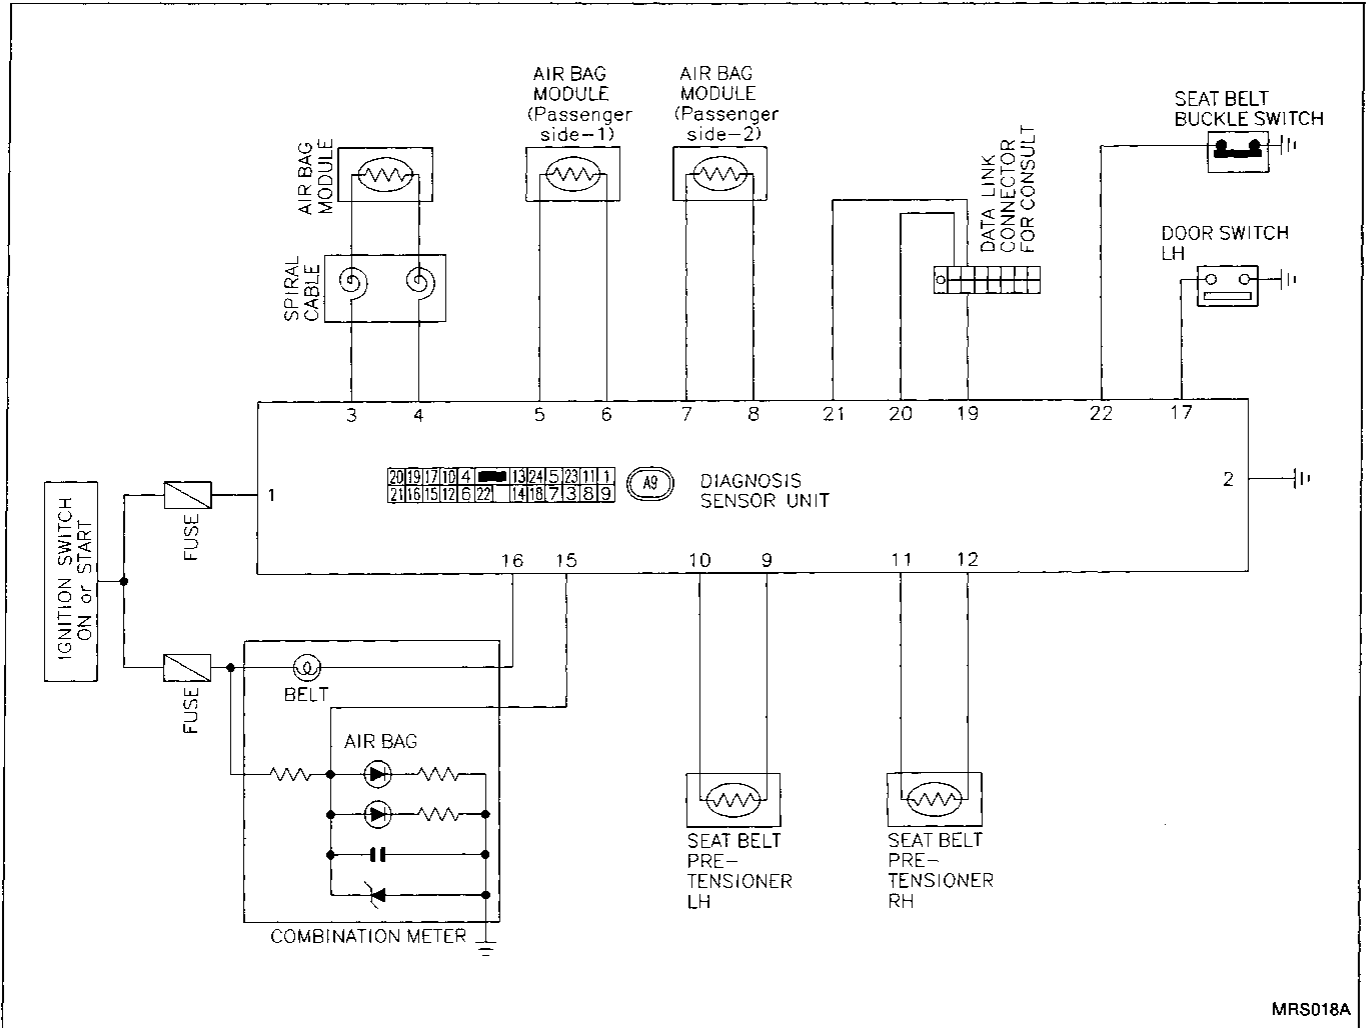 AIR BAG
MODULE
(Passenger
side-1)
AIR BAG
MODULE
(Passenger
side-2)
SEAT BELT
BUCKLE SWITCH
AIR BAG
MODULE
DATA LINK
CONNECTOR
FOR CONSULT
DOOR SWITCH
LH
SPIRAL
CABLE
3 4 5 6 7 8 21 20 19 22 17
20 19 17 10 4 13 24 5 23 11 1
21 16 15 12 6 22 14 18 7 3 8 9
A9
DIAGNOSIS
SENSOR UNIT
1
2
IGNITION SWITCH
ON or START
FUSE
16 15 10 9 11 12
FUSE
BELT
AIR BAG
SEAT BELT
PRE-
TENSIONER
LH
SEAT BELT
PRE-
TENSIONER
RH
COMBINATION METER
MRS018A